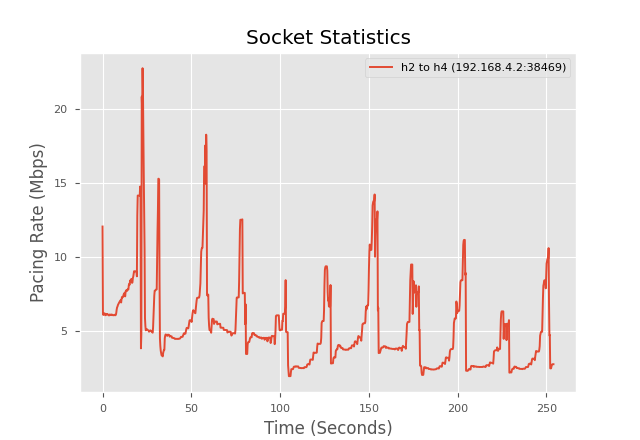 Socket Statistics
h2 to h4 (192.168.4.2:38469)
Pacing Rate (Mbps)
20
15
10
5
0 50 100 150 200 250
Time (Seconds)